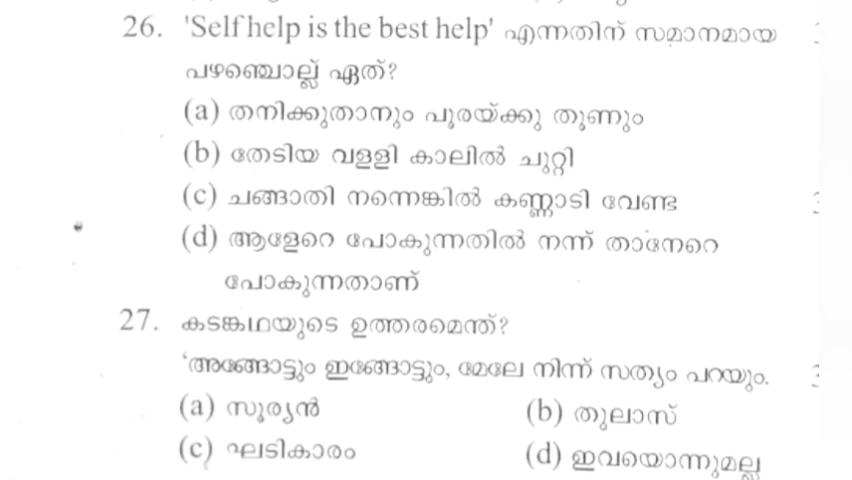 26. 'Self help is the best help' എന്നതിന് സമാനമായ
പഴഞ്ചൊല്ല് ഏത്?
(a) തനിക്കുതാനും പുരയ്ക്കു തൂണും
(b) തേടിയ വള്ളി കാലിൽ ചുറ്റി
(c) ചങ്ങാതി നന്നെങ്കിൽ കണ്ണാടി വേണ്ട
(d) ആളേറെ പോകുന്നതിൽ നന്ന് താനേറെ
പോകുന്നതാണ്
27. കടങ്കഥയുടെ ഉത്തരമെന്ത്?
'അങ്ങോട്ടും ഇങ്ങോട്ടും, മേലേ നിന്ന് സത്യം പറയും.
(a) സൂര്യൻ (b) തുലാസ്
(c) ഘടികാരം (d) ഇവയൊന്നുമല്ല